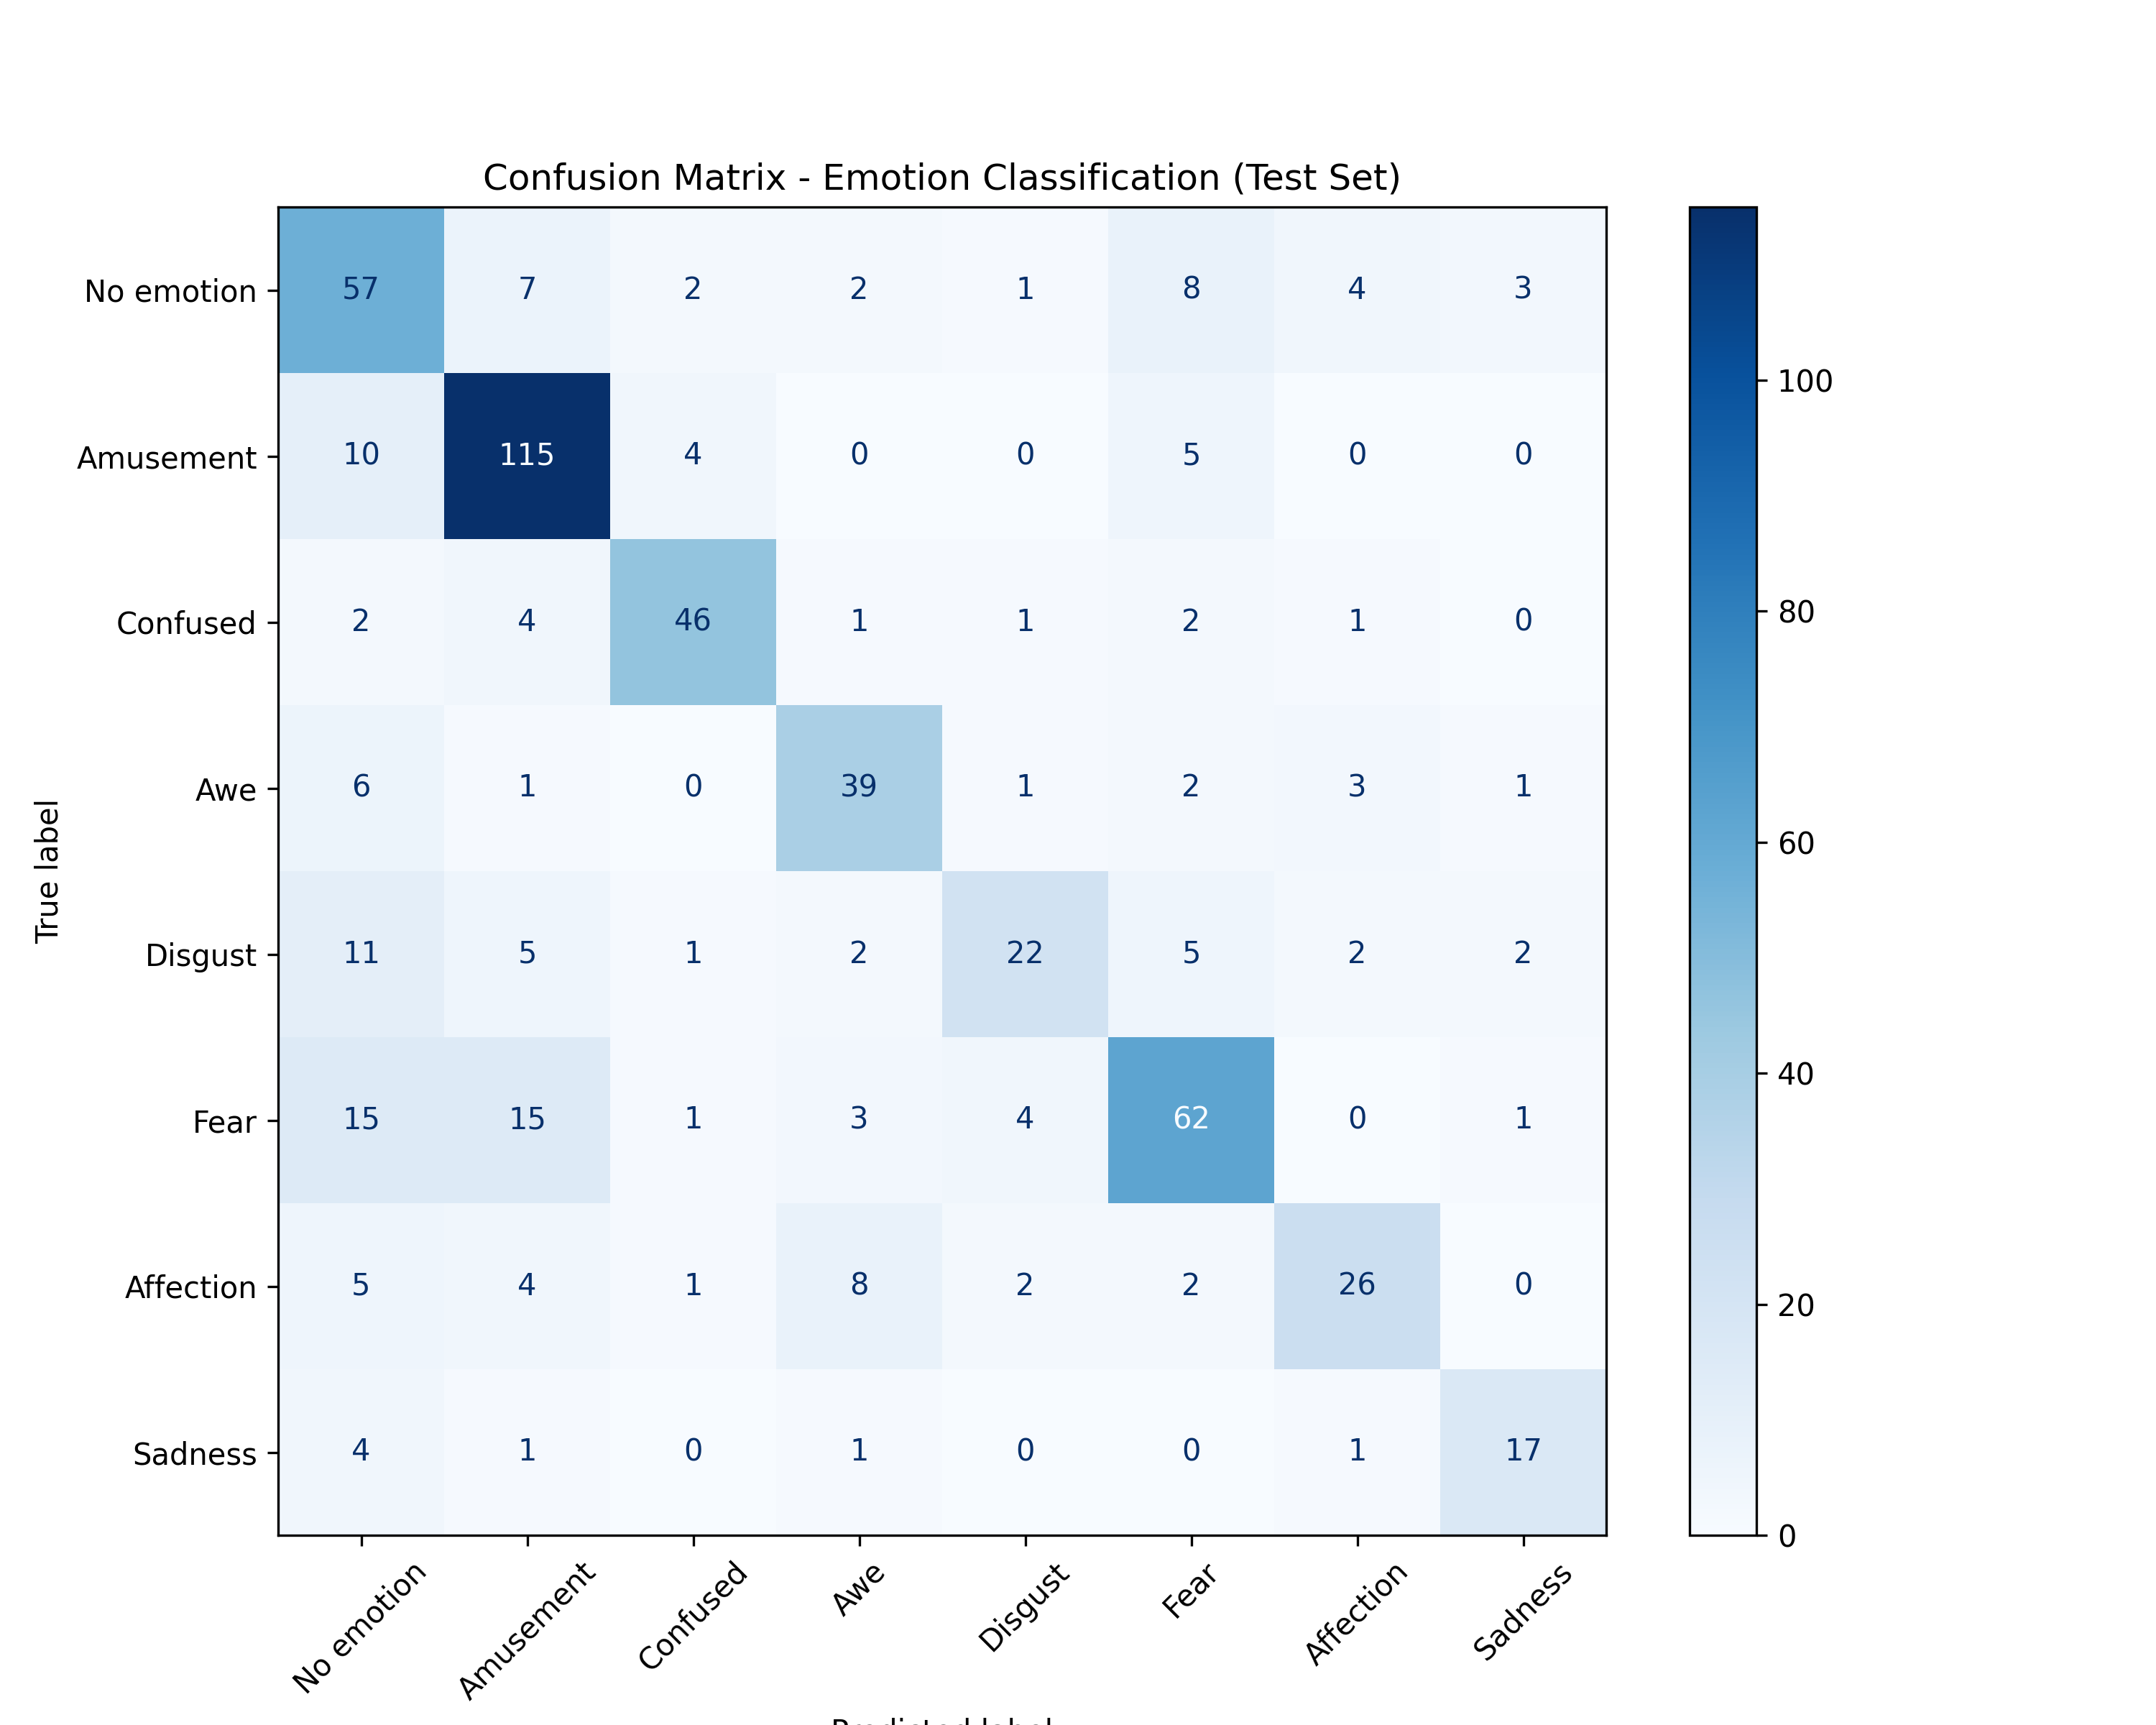 Confusion Matrix - Emotion Classification (Test Set)
No emotion 57 7 2 2 1 8 4 3
Amusement 10 115 4 0 0 5 0 0
Confused 2 4 46 1 1 2 1 0
Awe 6 1 0 39 1 2 3 1
Disgust 11 5 1 2 22 5 2 2
Fear 15 15 1 3 4 62 0 1
Affection 5 4 1 8 2 2 26 0
Sadness 4 1 0 1 0 0 1 17
True label
No emotion Amusement Confused Awe Disgust Fear Affection Sadness
Predicted label
100
80
60
40
20
0